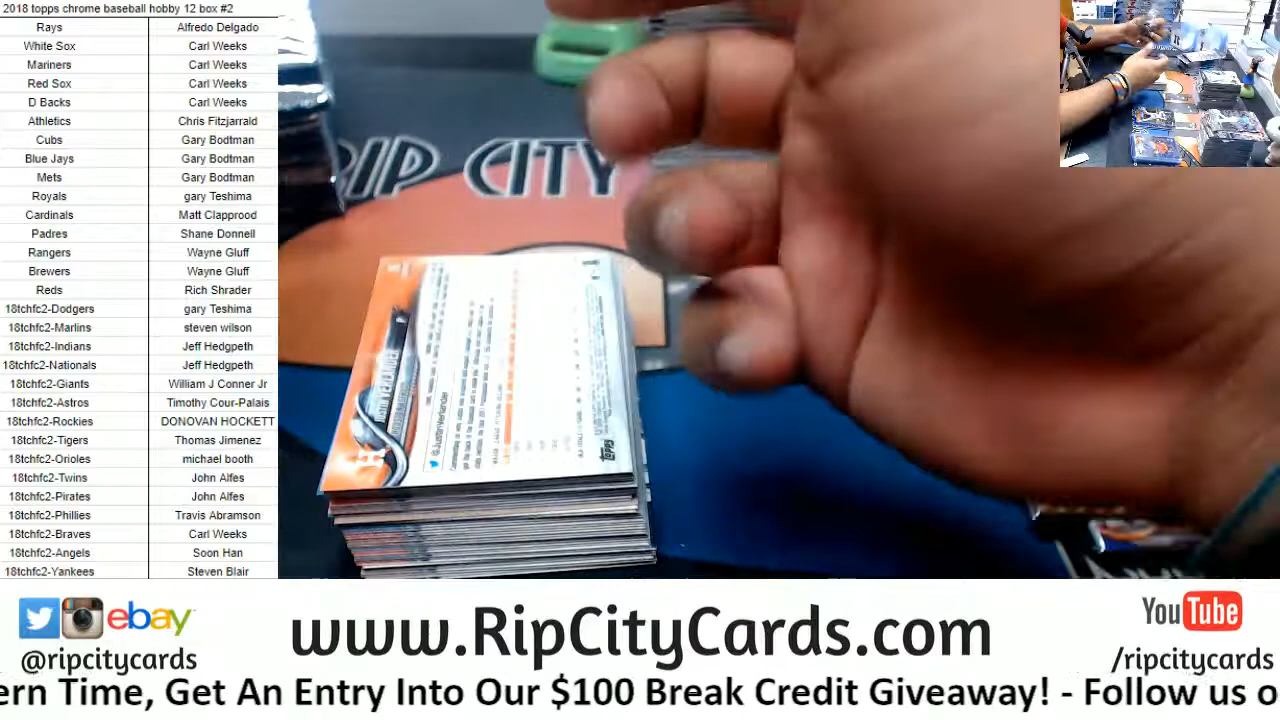 2018 topps chrome baseball hobby 12 box #2
Rays Alfredo Delgado
White Sox Carl Weeks
Mariners Carl Weeks
Red Sox Carl Weeks
D Backs Carl Weeks
Athletics Chris Fitzjarrald
Cubs Gary Bodtman
Blue Jays Gary Bodtman
Mets Gary Bodtman
Royals gary Teshima
Cardinals Matt Clapprood
Padres Shane Donnell
Rangers Wayne Gluff
Brewers Wayne Gluff
Reds Rich Shrader
18tchfc2-Dodgers gary Teshima
18tchfc2-Marlins steven wilson
18tchfc2-Indians Jeff Hedgpeth
18tchfc2-Nationals Jeff Hedgpeth
18tchfc2-Giants William J Conner Jr
18tchfc2-Astros Timothy Cour-Palais
18tchfc2-Rockies DONOVAN HOCKETT
18tchfc2-Tigers Thomas Jimenez
18tchfc2-Orioles michael booth
18tchfc2-Twins John Alfes
18tchfc2-Pirates John Alfes
18tchfc2-Phillies Travis Abramson
18tchfc2-Braves Carl Weeks
18tchfc2-Angels Soon Han
18tchfc2-Yankees Steven Blair
RIP CITY
JUSTIN VERLANDER
@JustinVerlander
TOPPS
H
ebay
@ripcitycards
www.RipCityCards.com
YouTube
/ripcitycards
ern Time, Get An Entry Into Our $100 Break Credit Giveaway! - Follow us o